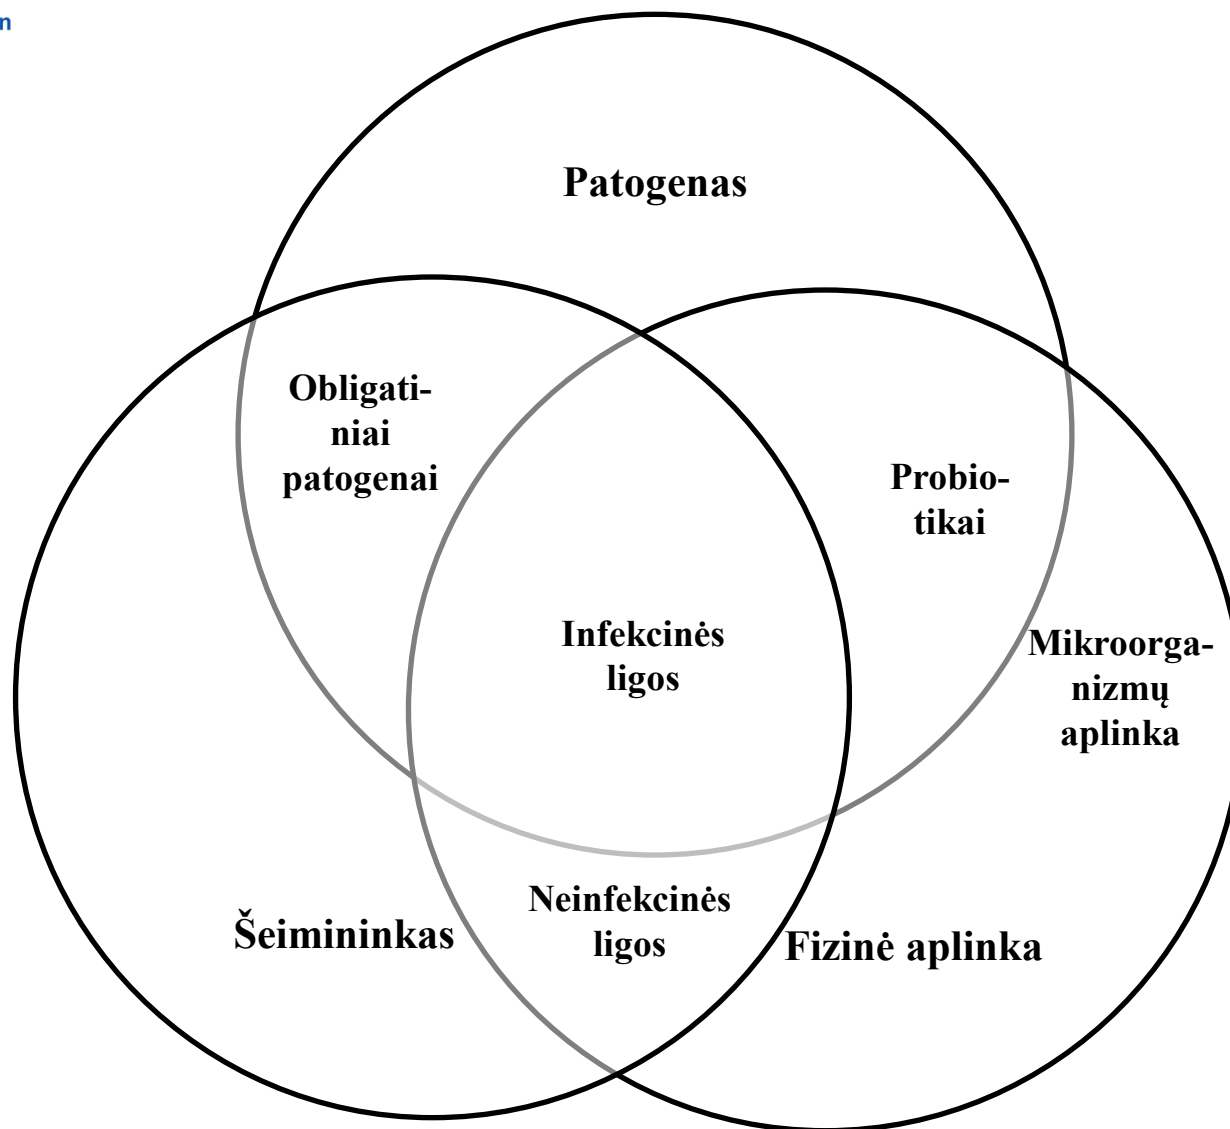 n
Patogenas
Obligati-
niai
patogenai
Probio-
tikai
Infekcinės
ligos
Mikroorga-
nizmų
aplinka
Neinfekcinės
ligos
Šeimininkas
Fizinė aplinka